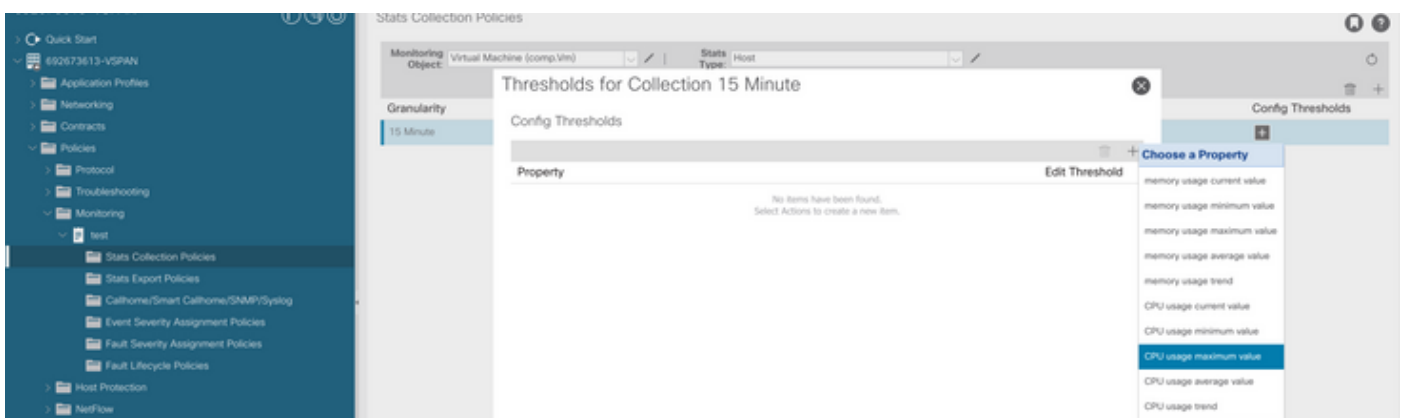 Quick Start
692673613-VSPAN
Application Profiles
Networking
Contracts
Policies
Protocol
Troubleshooting
Monitoring
test
Stats Collection Policies
Stats Export Policies
Callhome/Smart Callhome/SNMP/Syslog
Event Severity Assignment Policies
Fault Severity Assignment Policies
Fault Lifecycle Policies
Host Protection
NetFlow
Stats Collection Policies
Monitoring Object: Virtual Machine (comp.Vm)
Stats Type: Host
Granularity
Config Thresholds
15 Minute
Thresholds for Collection 15 Minute
Config Thresholds
Property
Edit Threshold
No items have been found.
Select Actions to create a new item.
Choose a Property
memory usage current value
memory usage minimum value
memory usage maximum value
memory usage average value
memory usage trend
CPU usage current value
CPU usage minimum value
CPU usage maximum value
CPU usage average value
CPU usage trend